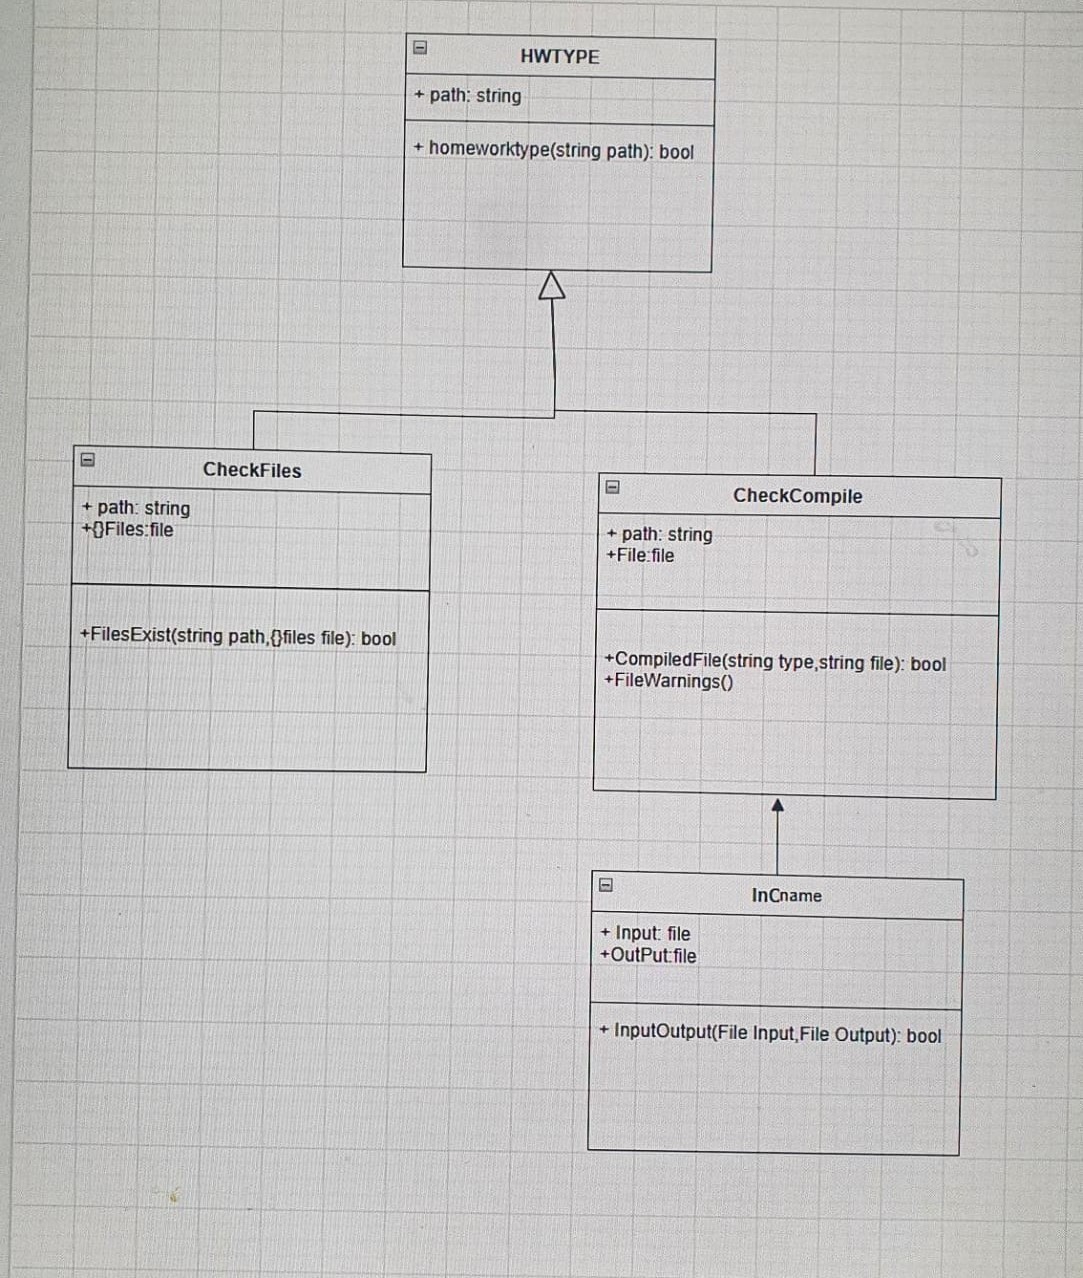 HWTYPE
+ path: string
+ homeworktype(string path): bool
CheckFiles
+ path: string
+{}Files:file
+FilesExist(string path,{}files file): bool
CheckCompile
+ path: string
+File:file
+CompiledFile(string type,string file): bool
+FileWarnings()
InCname
+ Input: file
+OutPut:file
+ InputOutput(File Input,File Output): bool